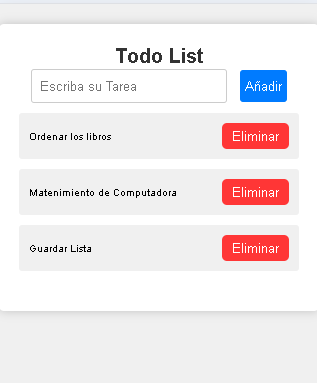 Todo List
Escriba su Tarea
Añadir
Ordenar los libros
Eliminar
Matenimiento de Computadora
Eliminar
Guardar Lista
Eliminar